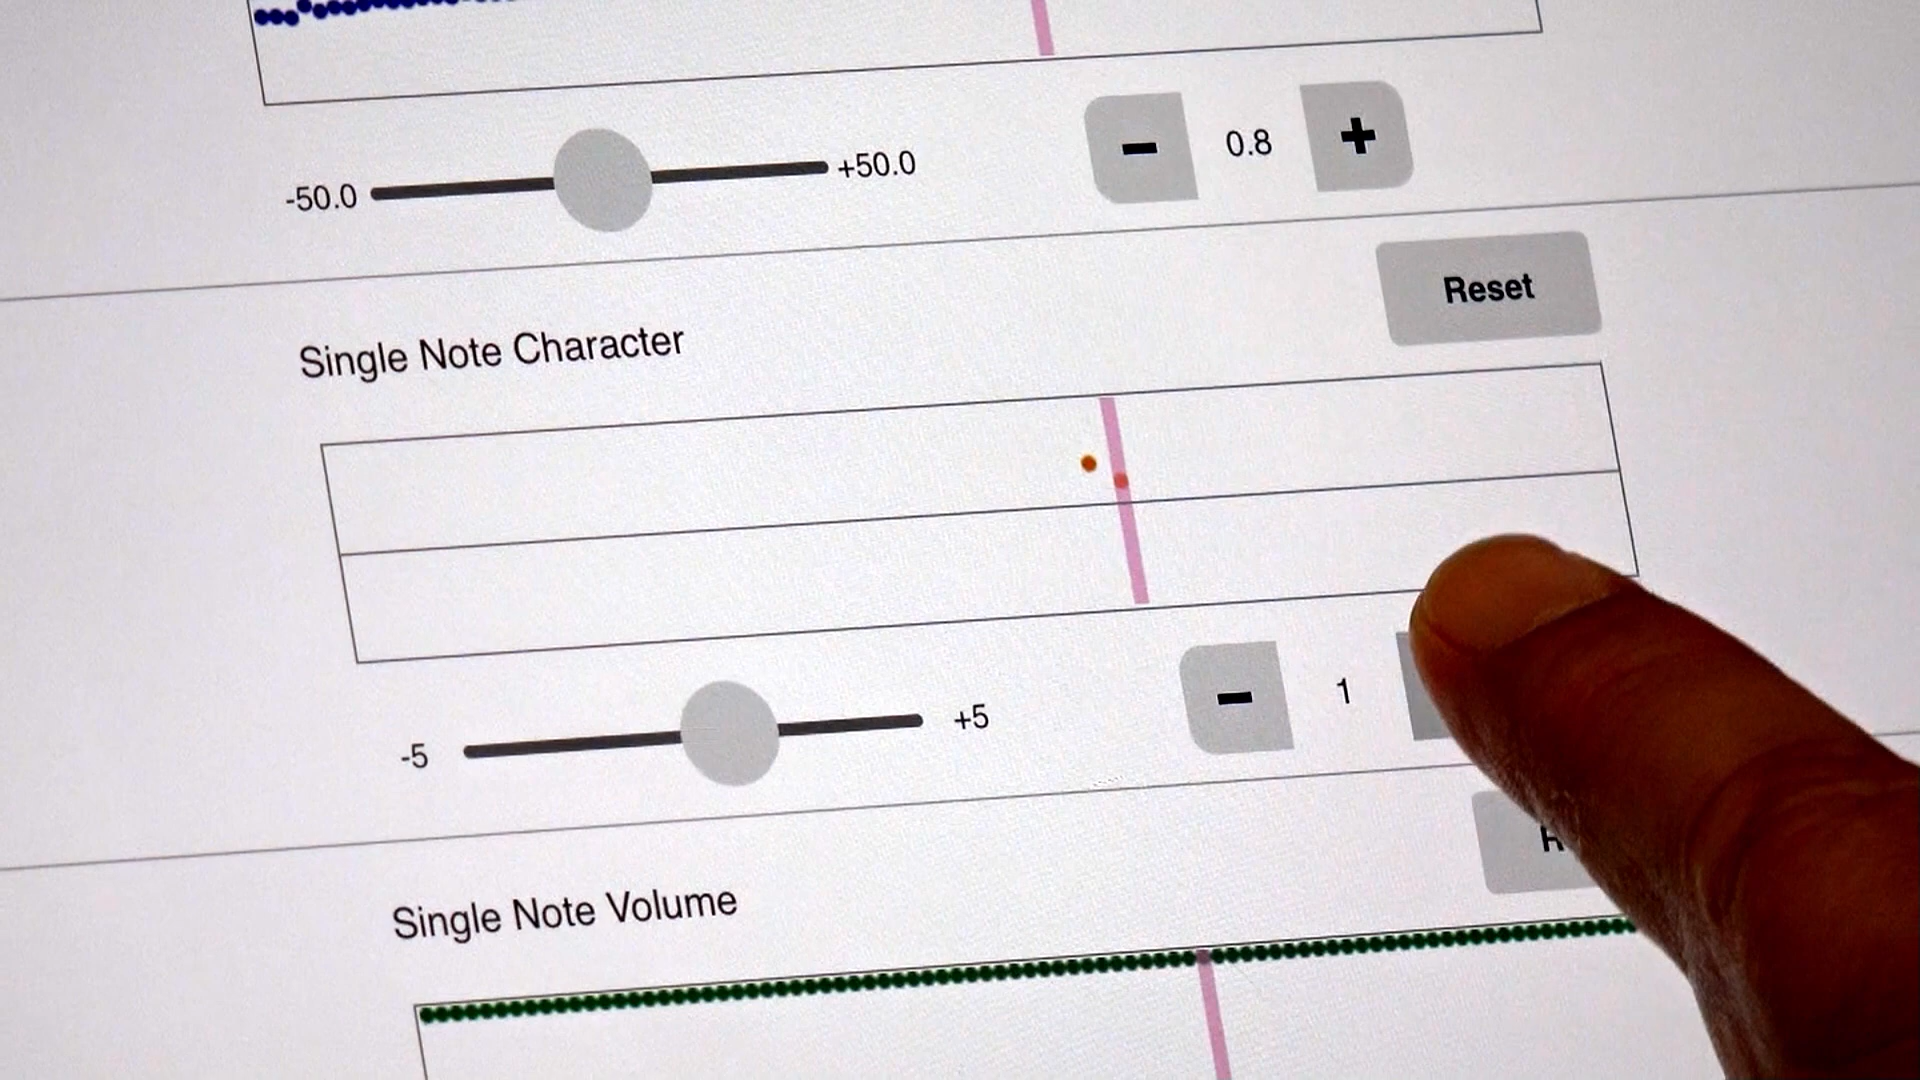 -50.0 +50.0 - 0.8 +
Reset
Single Note Character
-5 +5 - 1
Single Note Volume